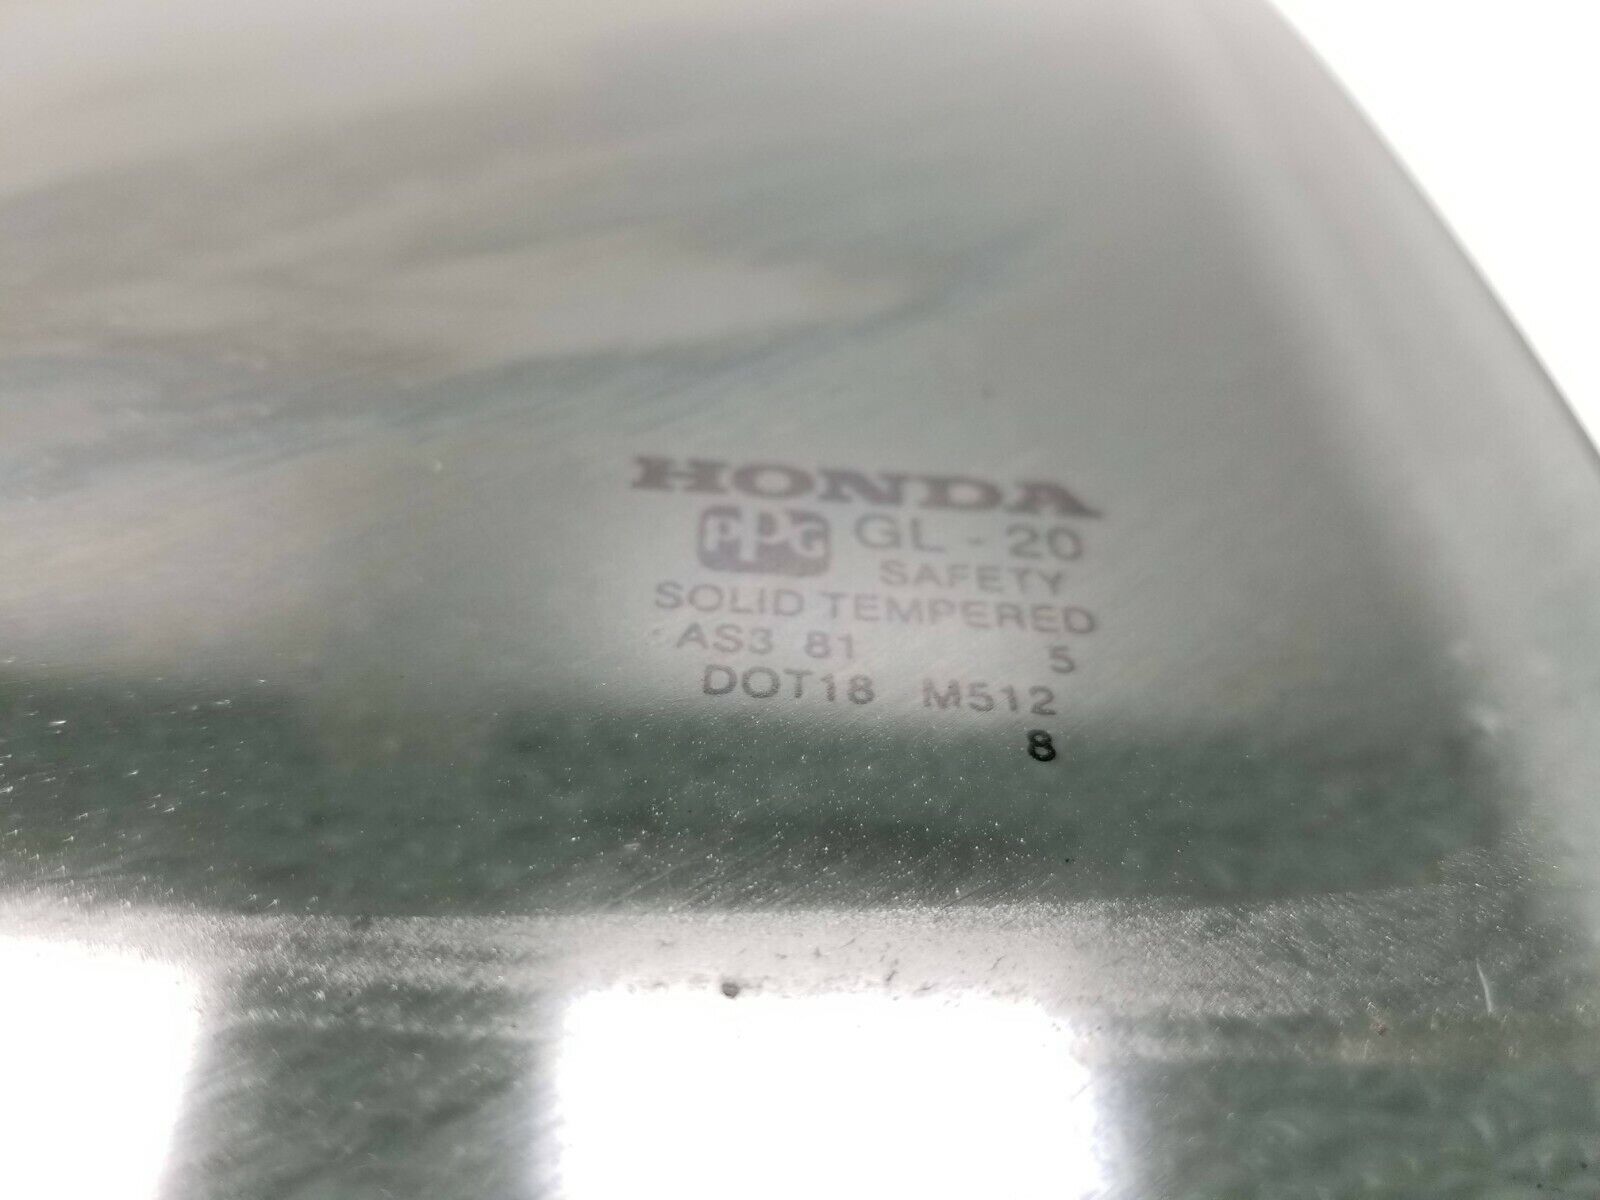 HONDA
PPG GL - 20
SAFETY
SOLID TEMPERED
AS3 81 5
DOT18 M512
8